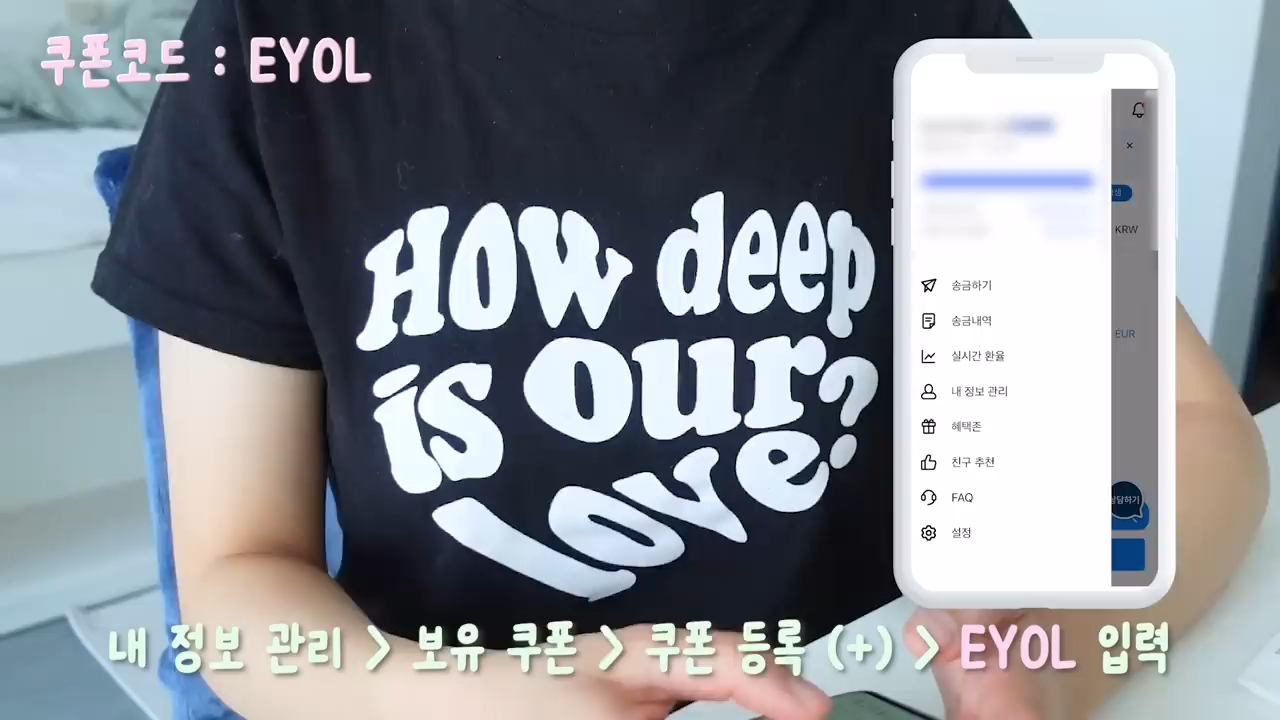 쿠폰코드 : EYOL
HOW deep
is our?
love
KRW
EUR
송금하기
송금내역
실시간 환율
내 정보 관리
혜택존
친구 추천
FAQ
설정
상담하기
내 정보 관리 > 보유 쿠폰 > 쿠폰 등록 (+) > EYOL 입력